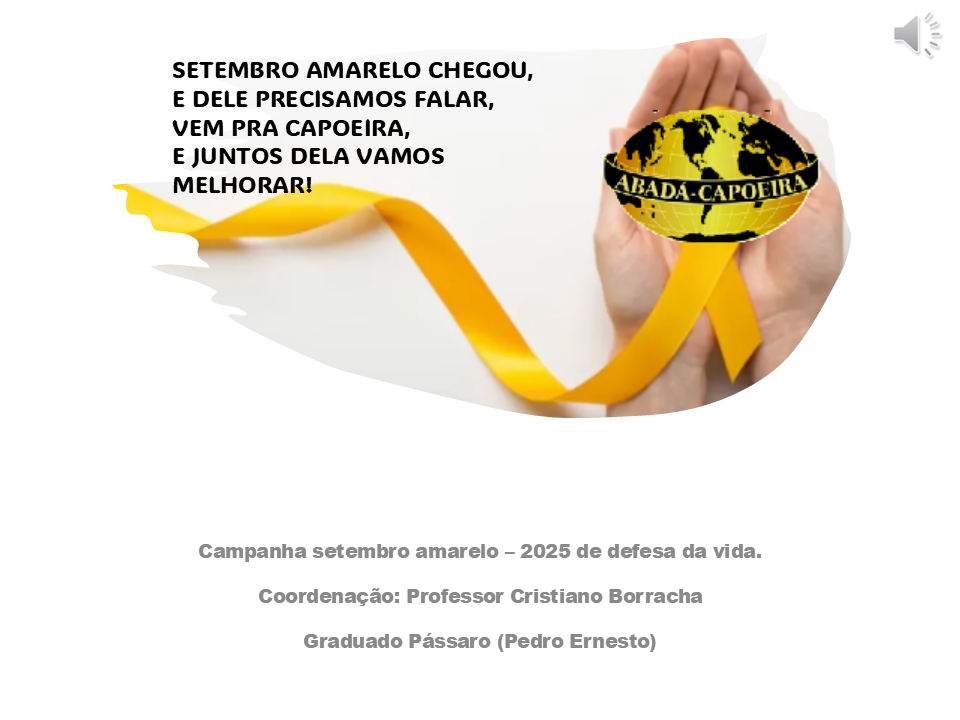 SETEMBRO AMARELO CHEGOU,
E DELE PRECISAMOS FALAR,
VEM PRA CAPOEIRA,
E JUNTOS DELA VAMOS
MELHORAR!
ABADÁ-CAPOEIRA
Campanha setembro amarelo – 2025 de defesa da vida.
Coordenação: Professor Cristiano Borracha
Graduado Pássaro (Pedro Ernesto)